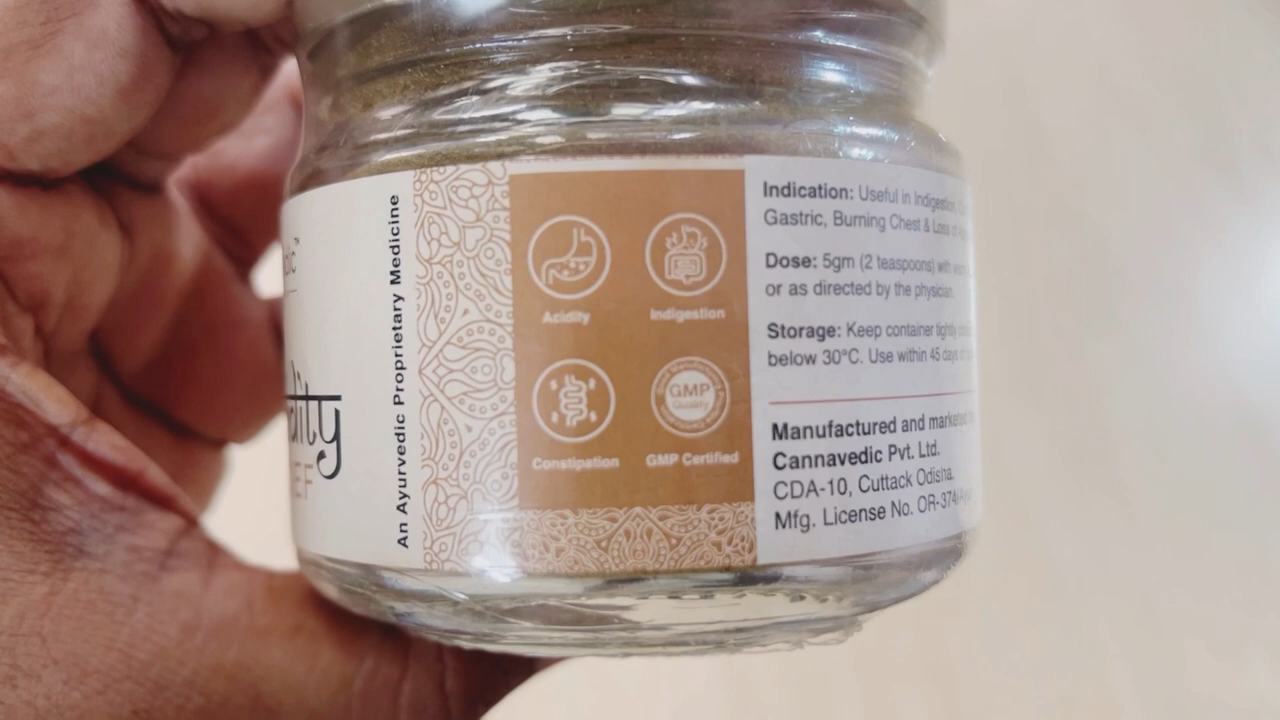 An Ayurvedic Proprietary Medicine
Acidity
Indigestion
Constipation
GMP
Quality
GMP Certified
Indication: Useful in Indigestion,
Gastric, Burning Chest & Loss of
Dose: 5gm (2 teaspoons) with
or as directed by the physician.
Storage: Keep container tightly
below 30°C. Use within 45 days
Manufactured and marketed
Cannavedic Pvt. Ltd.
CDA-10, Cuttack Odisha.
Mfg. License No. OR-374/